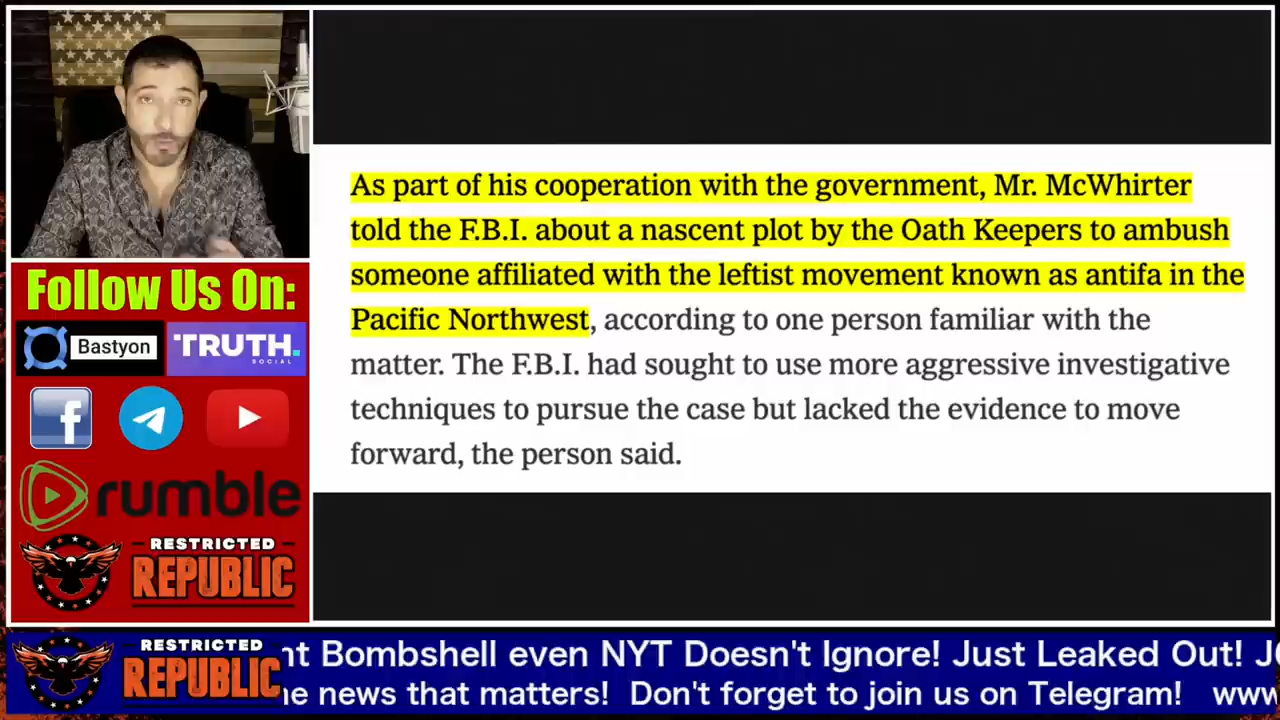 As part of his cooperation with the government, Mr. McWhirter
told the F.B.I. about a nascent plot by the Oath Keepers to ambush
someone affiliated with the leftist movement known as antifa in the
Pacific Northwest, according to one person familiar with the
matter. The F.B.I. had sought to use more aggressive investigative
techniques to pursue the case but lacked the evidence to move
forward, the person said.
Follow Us On:
Bastyon
TRUTH.
SOCIAL
rumble
RESTRICTED
REPUBLIC
RESTRICTED
REPUBLIC
Bombshell even NYT Doesn't Ignore! Just Leaked Out!
news that matters! Don't forget to join us on Telegram! www